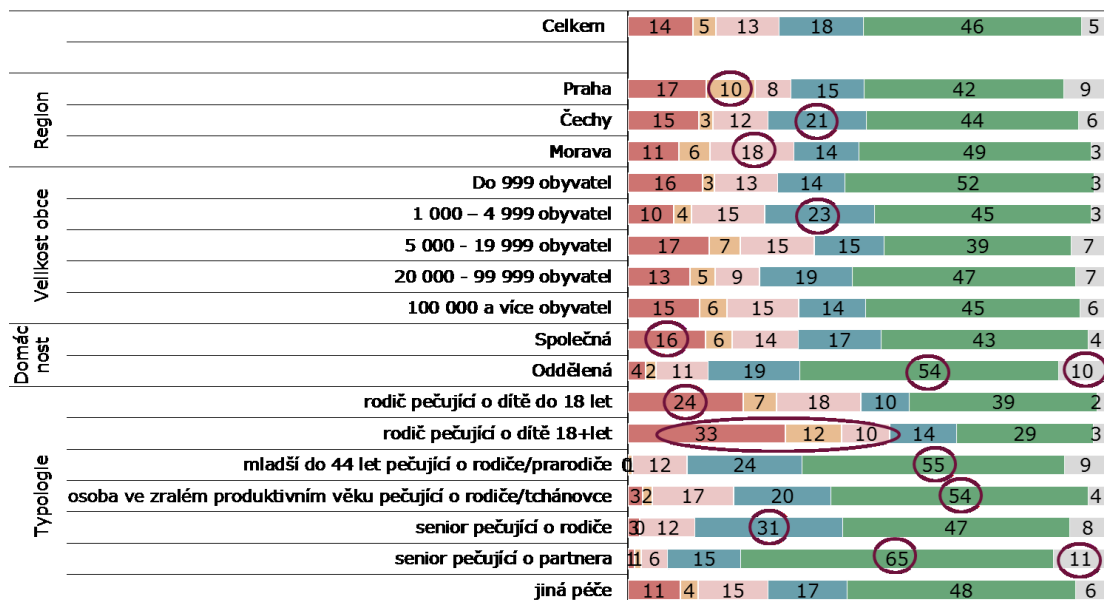 Celkem 14 5 13 18 46 5
Region
Praha 17 10 8 15 42 9
Čechy 15 3 12 21 44 6
Morava 11 6 18 14 49 3
Velikost obce
Do 999 obyvatel 16 3 13 14 52 3
1 000 – 4 999 obyvatel 10 4 15 23 45 3
5 000 - 19 999 obyvatel 17 7 15 15 39 7
20 000 - 99 999 obyvatel 13 5 9 19 47 7
100 000 a více obyvatel 15 6 15 14 45 6
Domác
nost
Společná 16 6 14 17 43 4
Oddělená 4 2 11 19 54 10
Typologie
rodič pečující o dítě do 18 let 24 7 18 10 39 2
rodič pečující o dítě 18+let 33 12 10 14 29 3
mladší do 44 let pečující o rodiče/prarodiče 0 1 12 24 55 9
osoba ve zralém produktivním věku pečující o rodiče/tchánovce 3 2 17 20 54 4
senior pečující o rodiče 3 0 12 31 47 8
senior pečující o partnera 1 1 6 15 65 11
jiná péče 11 4 15 17 48 6